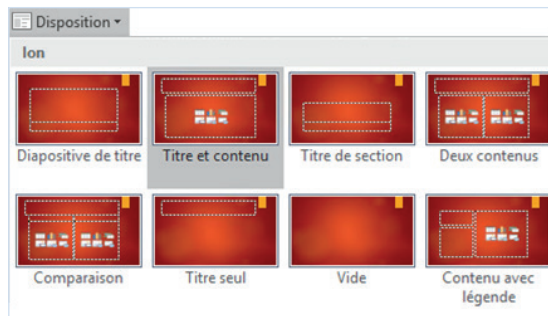 Disposition
Ion
Diapositive de titre
Titre et contenu
Titre de section
Deux contenus
Comparaison
Titre seul
Vide
Contenu avec
légende